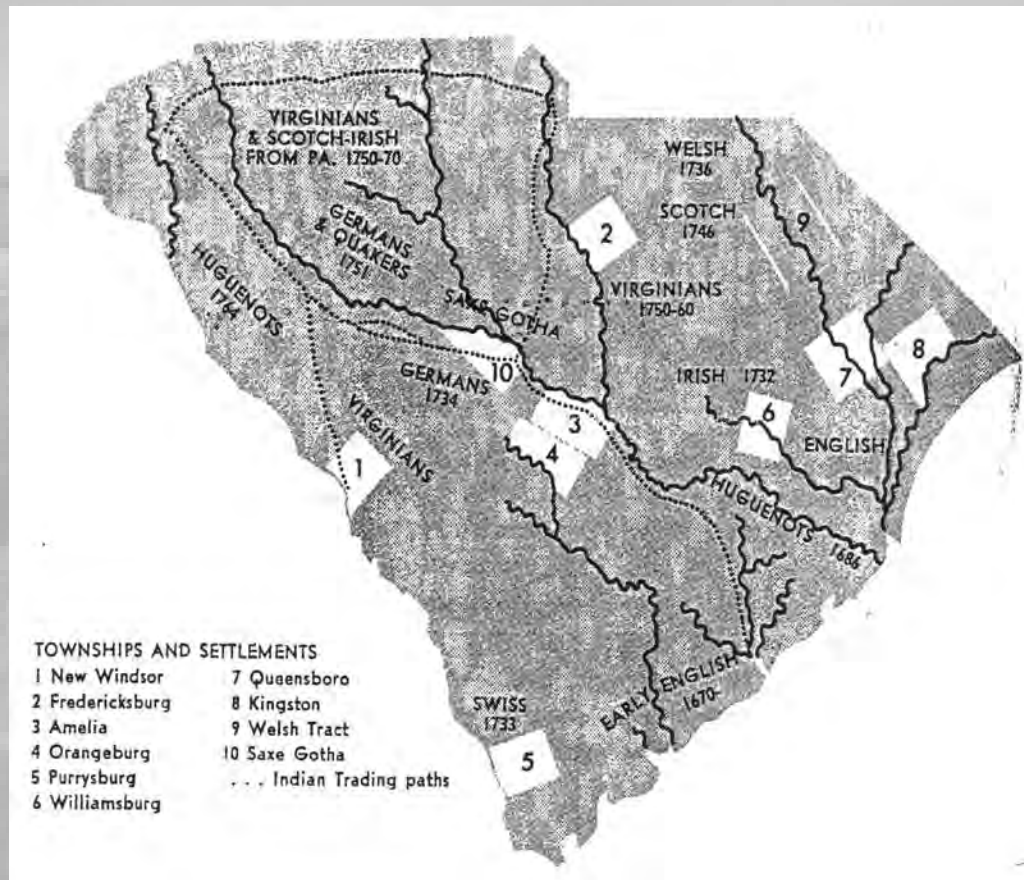 VIRGINIANS
& SCOTCH-IRISH
FROM PA. 1750-70
WELSH
1736
SCOTCH
1746
9
2
GERMANS
& QUAKERS
1751
HUGUENOTS
1764
SAXE GOTHA
VIRGINIANS
1750-60
8
7
10
GERMANS
1734
IRISH 1732
6
3
ENGLISH
4
VIRGINIANS
1
HUGUENOTS 1686
EARLY ENGLISH
1670-
SWISS
1733
5
TOWNSHIPS AND SETTLEMENTS
1 New Windsor
2 Fredericksburg
3 Amelia
4 Orangeburg
5 Purrysburg
6 Williamsburg
7 Queensboro
8 Kingston
9 Welsh Tract
10 Saxe Gotha
. . . Indian Trading paths